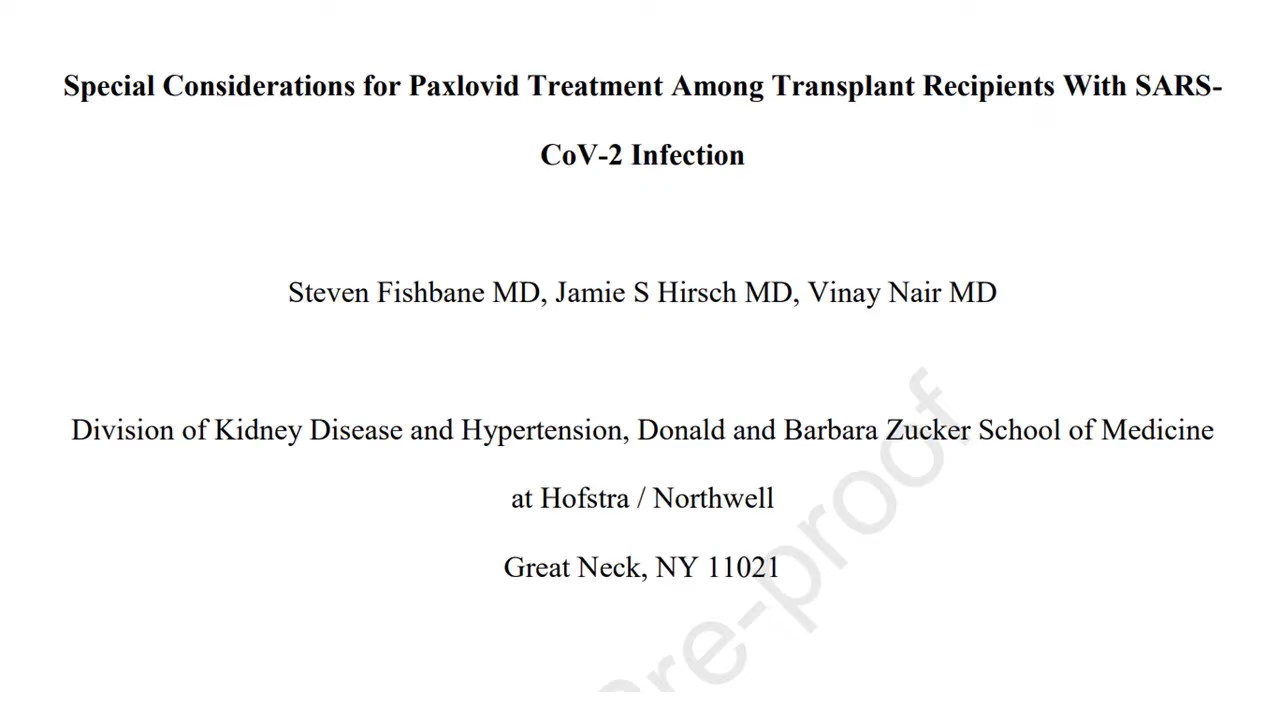 Special Considerations for Paxlovid Treatment Among Transplant Recipients With SARS-
CoV-2 Infection
Steven Fishbane MD, Jamie S Hirsch MD, Vinay Nair MD
Division of Kidney Disease and Hypertension, Donald and Barbara Zucker School of Medicine
at Hofstra / Northwell
Great Neck, NY 11021
re-proof